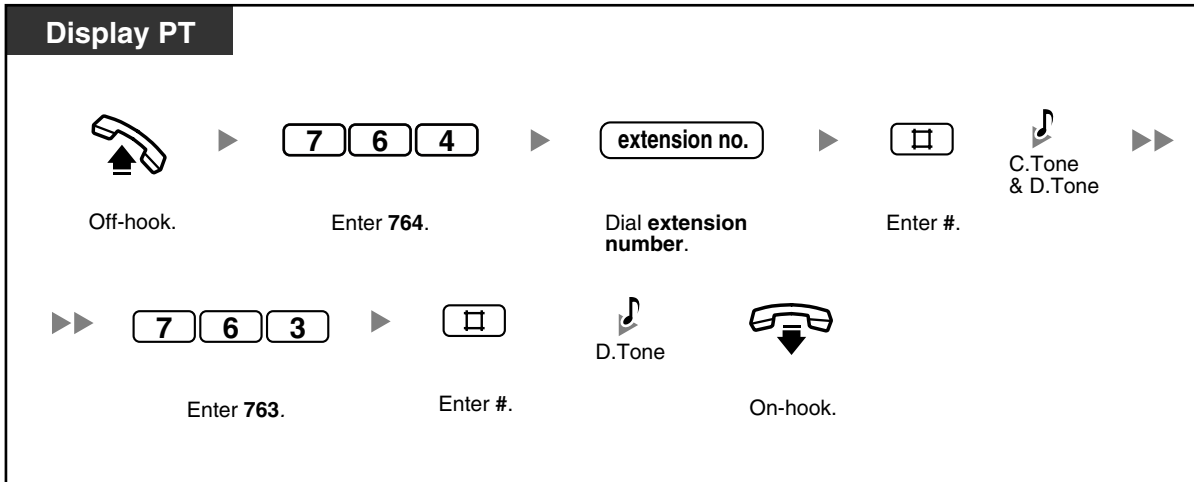 Display PT
7 6 4
extension no.
#
C.Tone
& D.Tone
Off-hook.
Enter 764.
Dial extension
number.
Enter #.
7 6 3
#
D.Tone
Enter 763.
Enter #.
On-hook.